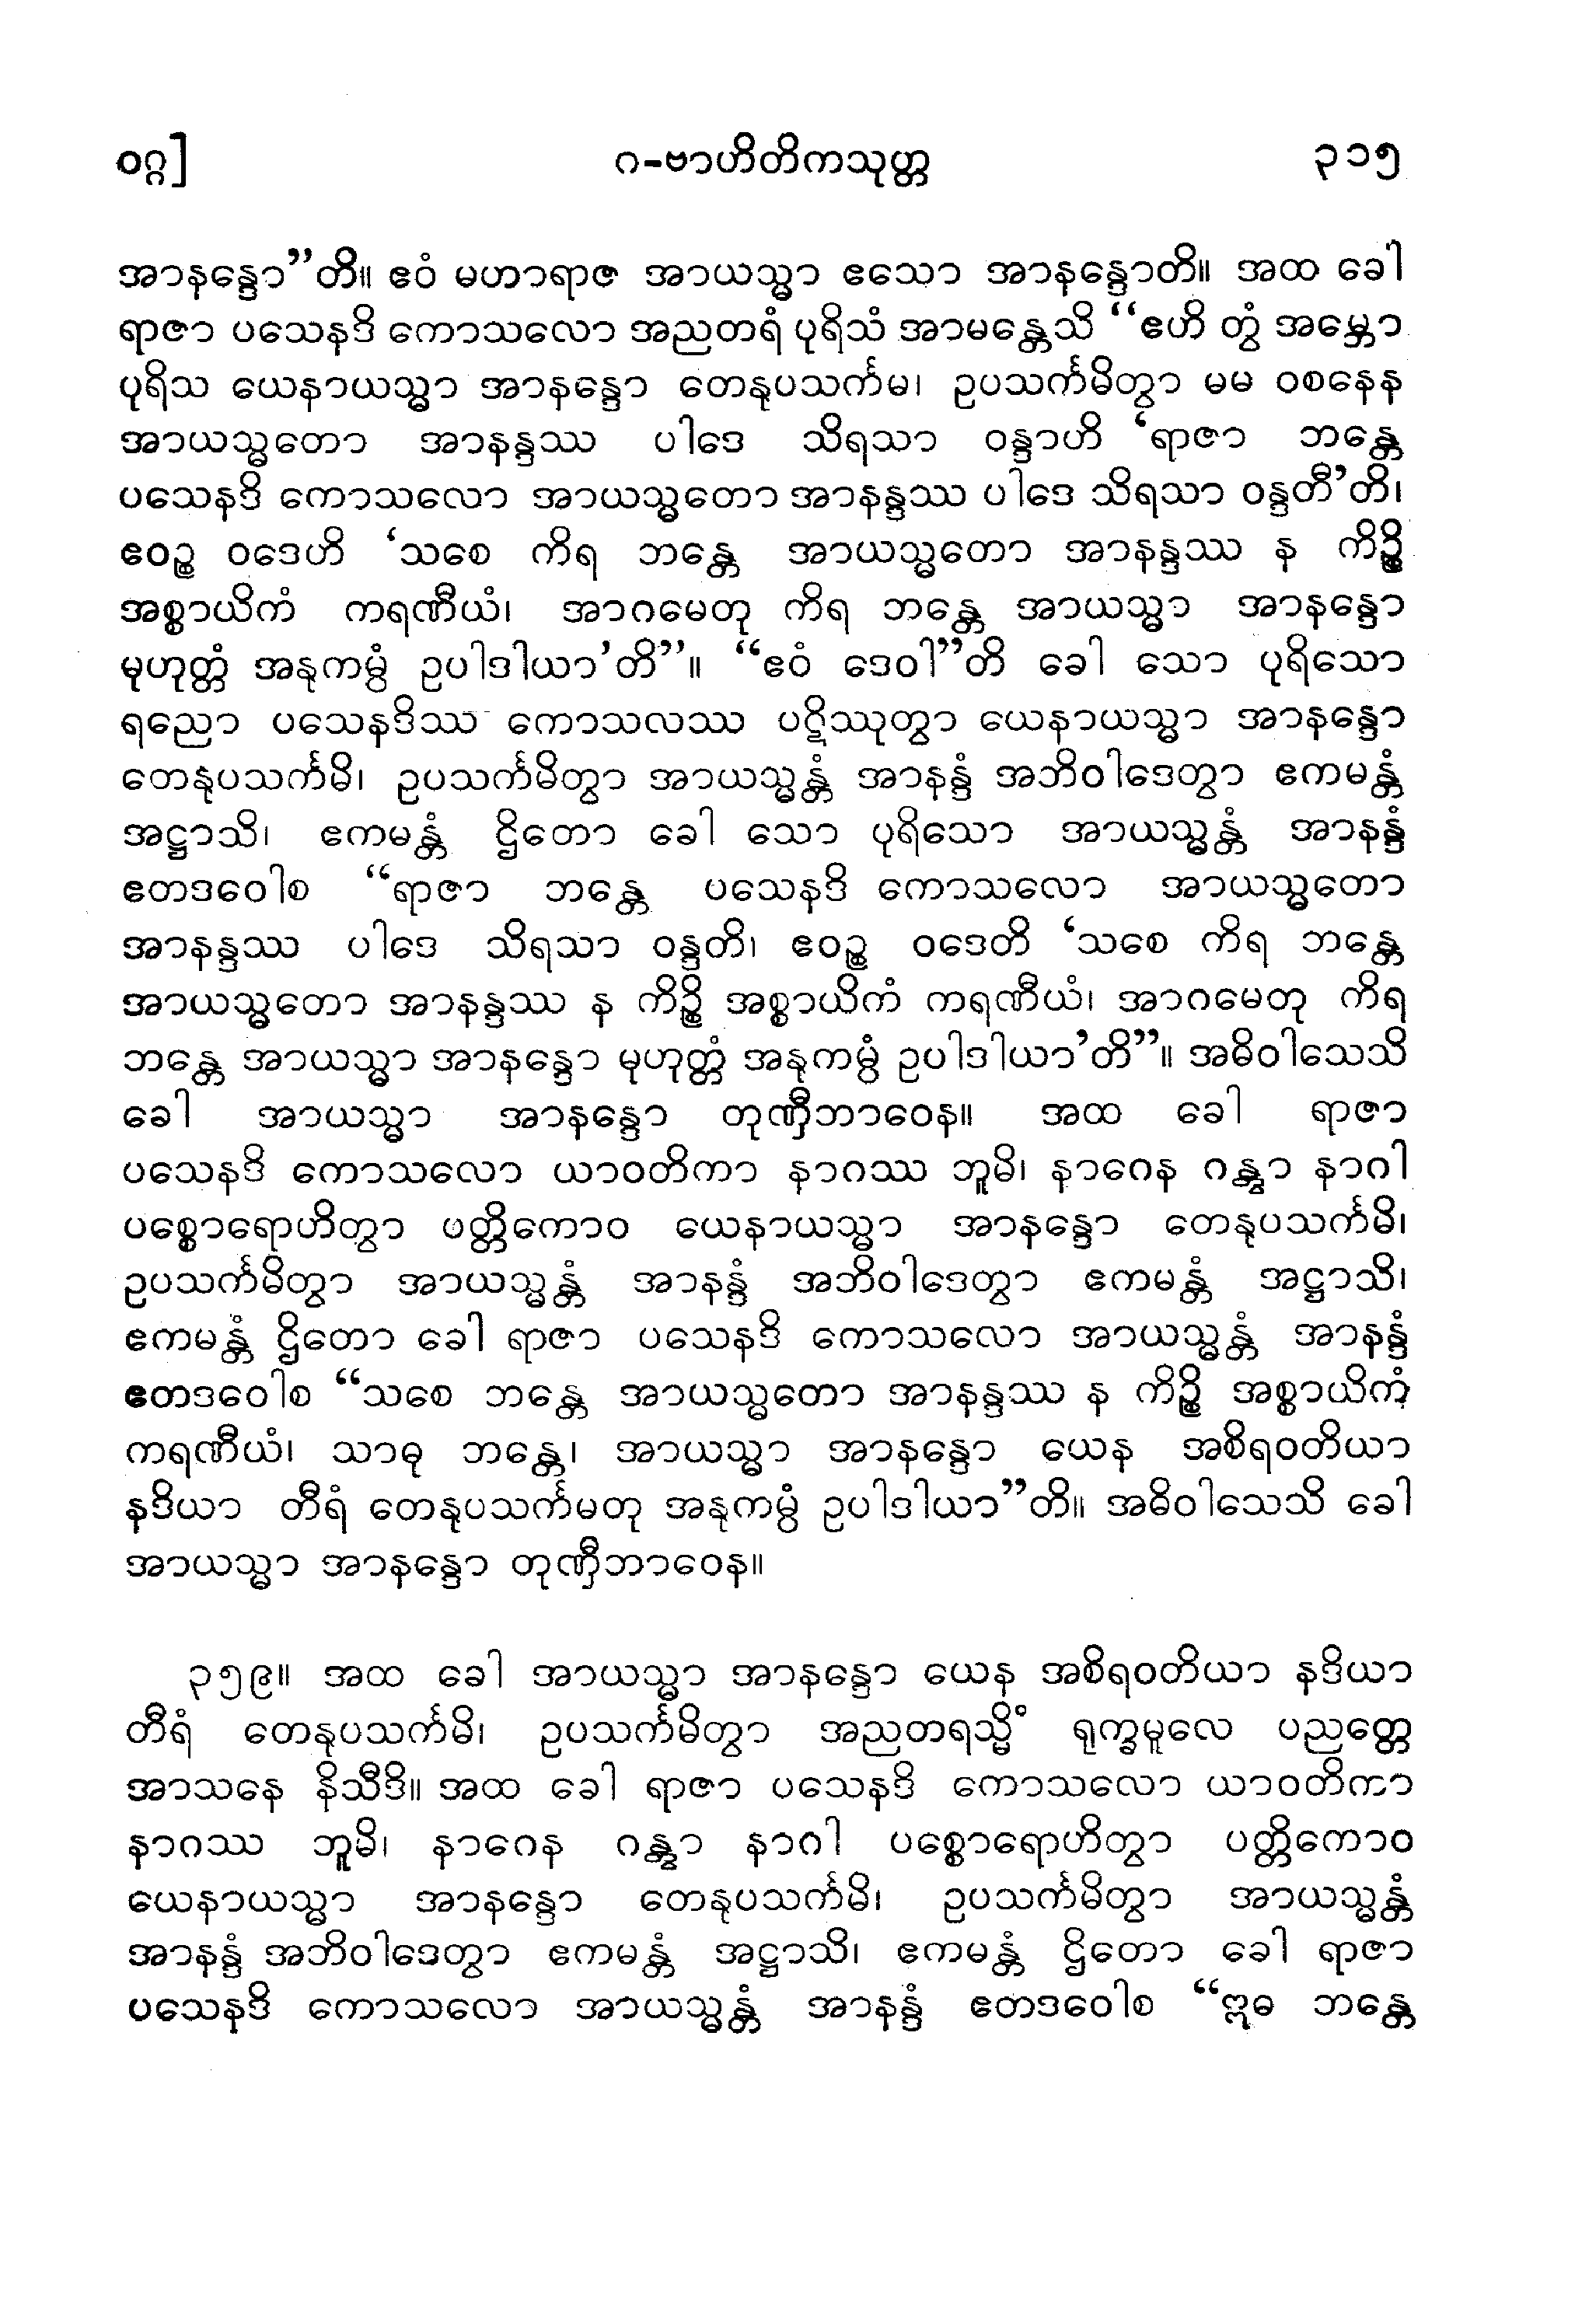 ဝဂ္ဂ] ဂ-ဗာဟိတိကသုတ္တ ၃၁၅
အာနန္ဒော”တိ။ ဧဝံ မဟာရာဇ အာယသ္မာ ဧသော အာနန္ဒောတိ။ အထ ခေါ
ရာဇာ ပသေနဒိ ကောသလော အညတရံ ပုရိသံ အာမန္တေသိ “ဧဟိ တွံ အမ္ဘော
ပုရိသ ယေနာယသ္မာ အာနန္ဒော တေနုပသင်္ကမ၊ ဥပသင်္ကမိတွာ မမ ဝစနေန
အာယသ္မတော အာနန္ဒဿ ပါဒေ သိရသာ ဝန္ဒာဟိ ‘ရာဇာ ဘန္တေ
ပသေနဒိ ကောသလော အာယသ္မတော အာနန္ဒဿ ပါဒေ သိရသာ ဝန္ဒတီ’တိ၊
ဧဝဉ္စ ဝဒေဟိ ‘သစေ ကိရ ဘန္တေ အာယသ္မတော အာနန္ဒဿ န ကိဉ္စိ
အစ္စာယိကံ ကရဏီယံ၊ အာဂမေတု ကိရ ဘန္တေ အာယသ္မာ အာနန္ဒော
မုဟုတ္တံ အနုကမ္ပံ ဥပါဒါယာ’တိ”။ “ဧဝံ ဒေဝါ”တိ ခေါ သော ပုရိသော
ရညော ပသေနဒိဿ ကောသလဿ ပဋိဿုတွာ ယေနာယသ္မာ အာနန္ဒော
တေနုပသင်္ကမိ၊ ဥပသင်္ကမိတွာ အာယသ္မန္တံ အာနန္ဒံ အဘိဝါဒေတွာ ဧကမန္တံ
အဋ္ဌာသိ၊ ဧကမန္တံ ဌိတော ခေါ သော ပုရိသော အာယသ္မန္တံ အာနန္ဒံ
ဧတဒဝေါစ “ရာဇာ ဘန္တေ ပသေနဒိ ကောသလော အာယသ္မတော
အာနန္ဒဿ ပါဒေ သိရသာ ဝန္ဒတိ၊ ဧဝဉ္စ ဝဒေတိ ‘သစေ ကိရ ဘန္တေ
အာယသ္မတော အာနန္ဒဿ န ကိဉ္စိ အစ္စာယိကံ ကရဏီယံ၊ အာဂမေတု ကိရ
ဘန္တေ အာယသ္မာ အာနန္ဒော မုဟုတ္တံ အနုကမ္ပံ ဥပါဒါယာ’တိ”။ အဓိဝါသေသိ
ခေါ အာယသ္မာ အာနန္ဒော တုဏှီဘာဝေန။ အထ ခေါ ရာဇာ
ပသေနဒိ ကောသလော ယာဝတိကာ နာဂဿ ဘူမိ၊ နာဂေန ဂန္တွာ နာဂါ
ပစ္စောရောဟိတွာ ပတ္တိကောဝ ယေနာယသ္မာ အာနန္ဒော တေနုပသင်္ကမိ၊
ဥပသင်္ကမိတွာ အာယသ္မန္တံ အာနန္ဒံ အဘိဝါဒေတွာ ဧကမန္တံ အဋ္ဌာသိ၊
ဧကမန္တံ ဌိတော ခေါ ရာဇာ ပသေနဒိ ကောသလော အာယသ္မန္တံ အာနန္ဒံ
ဧတဒဝေါစ “သစေ ဘန္တေ အာယသ္မတော အာနန္ဒဿ န ကိဉ္စိ အစ္စာယိကံ
ကရဏီယံ၊ သာဓု ဘန္တေ၊ အာယသ္မာ အာနန္ဒော ယေန အစိရဝတိယာ
နဒိယာ တီရံ တေနုပသင်္ကမတု အနုကမ္ပံ ဥပါဒါယာ”တိ။ အဓိဝါသေသိ ခေါ
အာယသ္မာ အာနန္ဒော တုဏှီဘာဝေန။
၃၅၉။ အထ ခေါ အာယသ္မာ အာနန္ဒော ယေန အစိရဝတိယာ နဒိယာ
တီရံ တေနုပသင်္ကမိ၊ ဥပသင်္ကမိတွာ အညတရသ္မိံ ရုက္ခမူလေ ပညတ္တေ
အာသနေ နိသီဒိ။ အထ ခေါ ရာဇာ ပသေနဒိ ကောသလော ယာဝတိကာ
နာဂဿ ဘူမိ၊ နာဂေန ဂန္တွာ နာဂါ ပစ္စောရောဟိတွာ ပတ္တိကောဝ
ယေနာယသ္မာ အာနန္ဒော တေနုပသင်္ကမိ၊ ဥပသင်္ကမိတွာ အာယသ္မန္တံ
အာနန္ဒံ အဘိဝါဒေတွာ ဧကမန္တံ အဋ္ဌာသိ၊ ဧကမန္တံ ဌိတော ခေါ ရာဇာ
ပသေနဒိ ကောသလော အာယသ္မန္တံ အာနန္ဒံ ဧတဒဝေါစ “ဣဓ ဘန္တေ